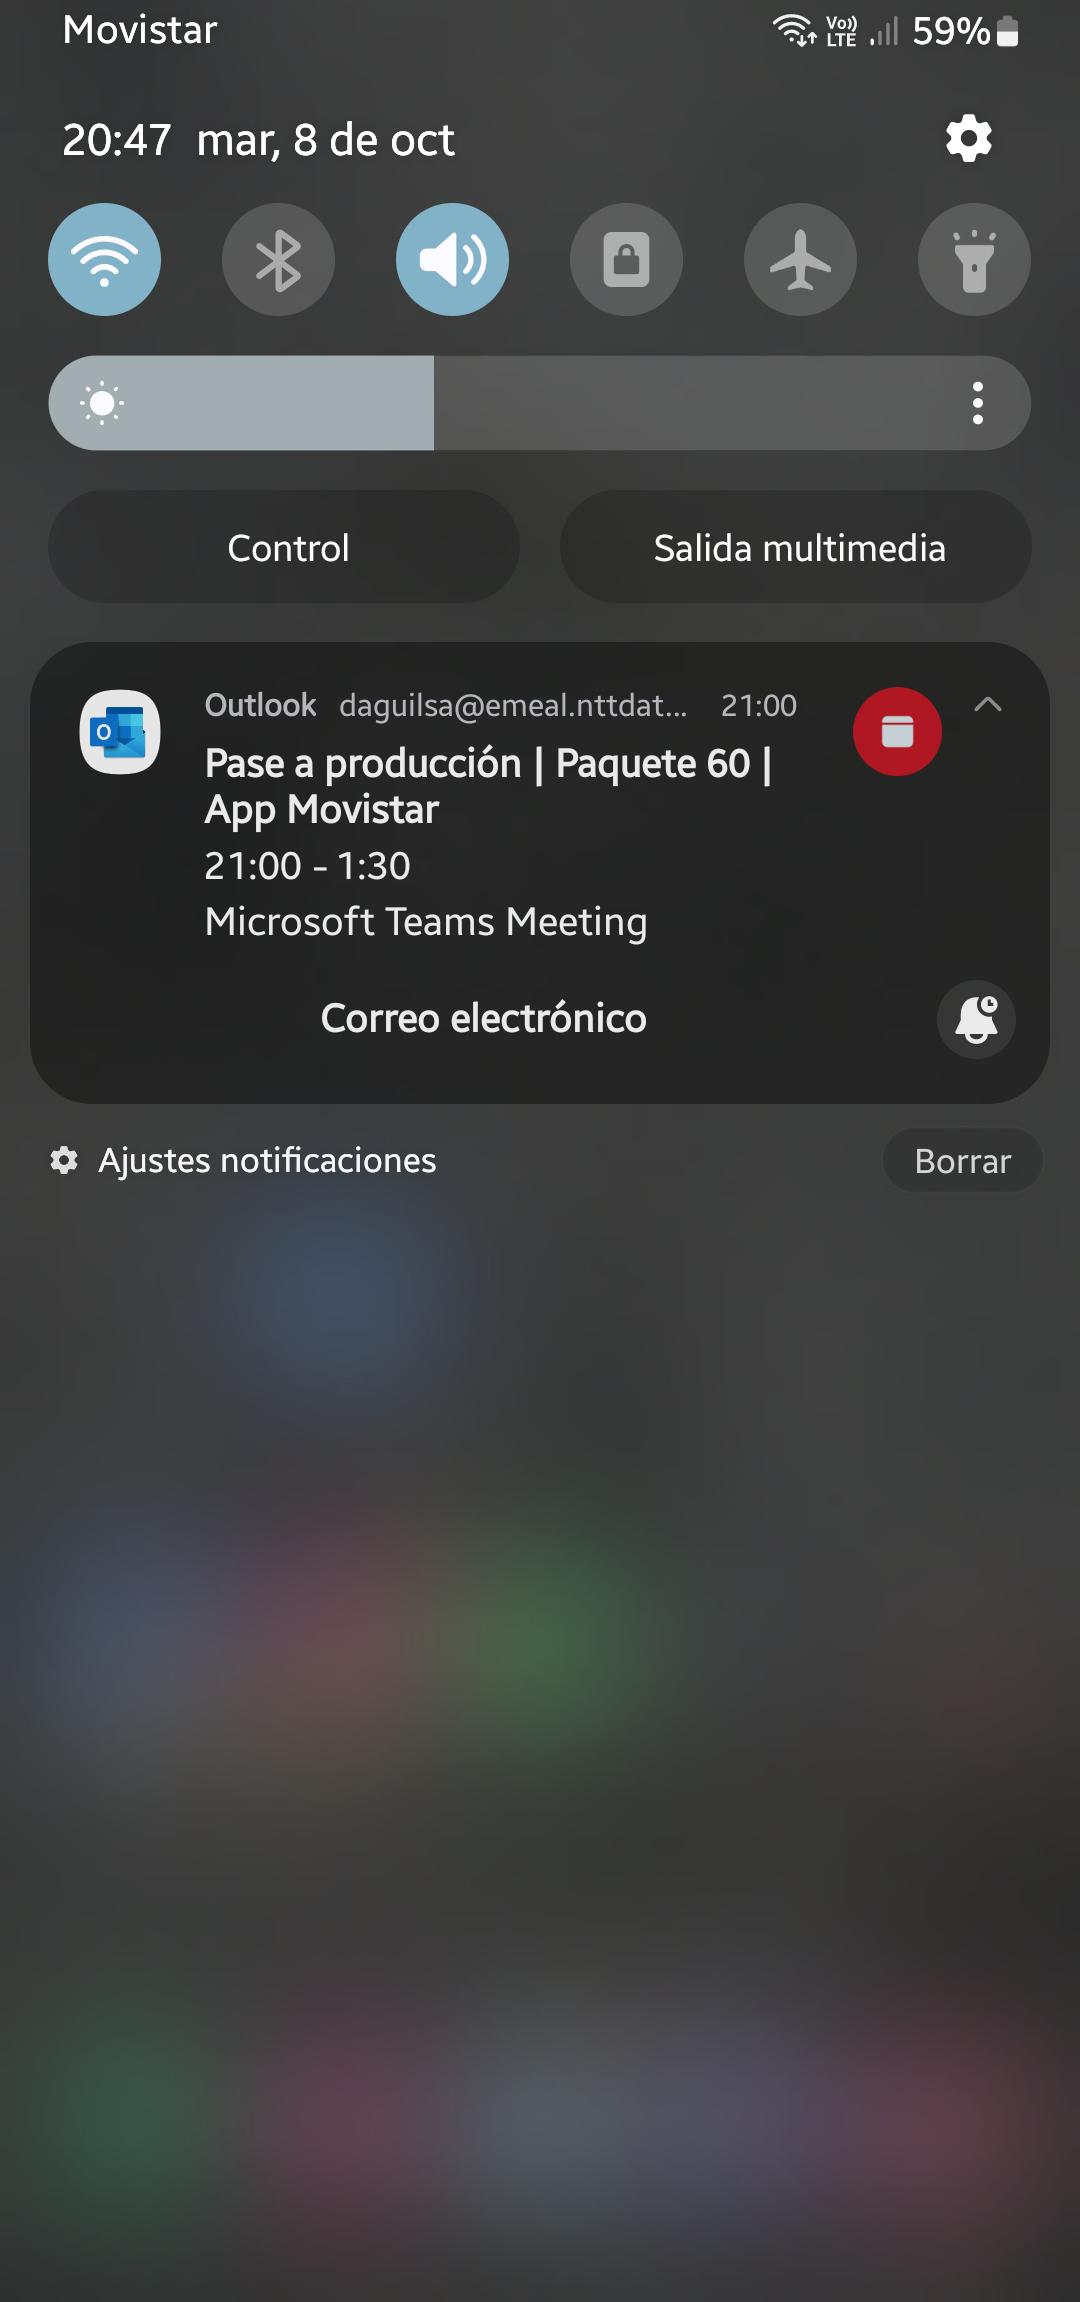 Movistar
Vo)) LTE 59%
20:47 mar, 8 de oct
Control
Salida multimedia
Outlook daguilsa@emeal.nttdat... 21:00
Pase a producción | Paquete 60 |
App Movistar
21:00 - 1:30
Microsoft Teams Meeting
Correo electrónico
Ajustes notificaciones
Borrar